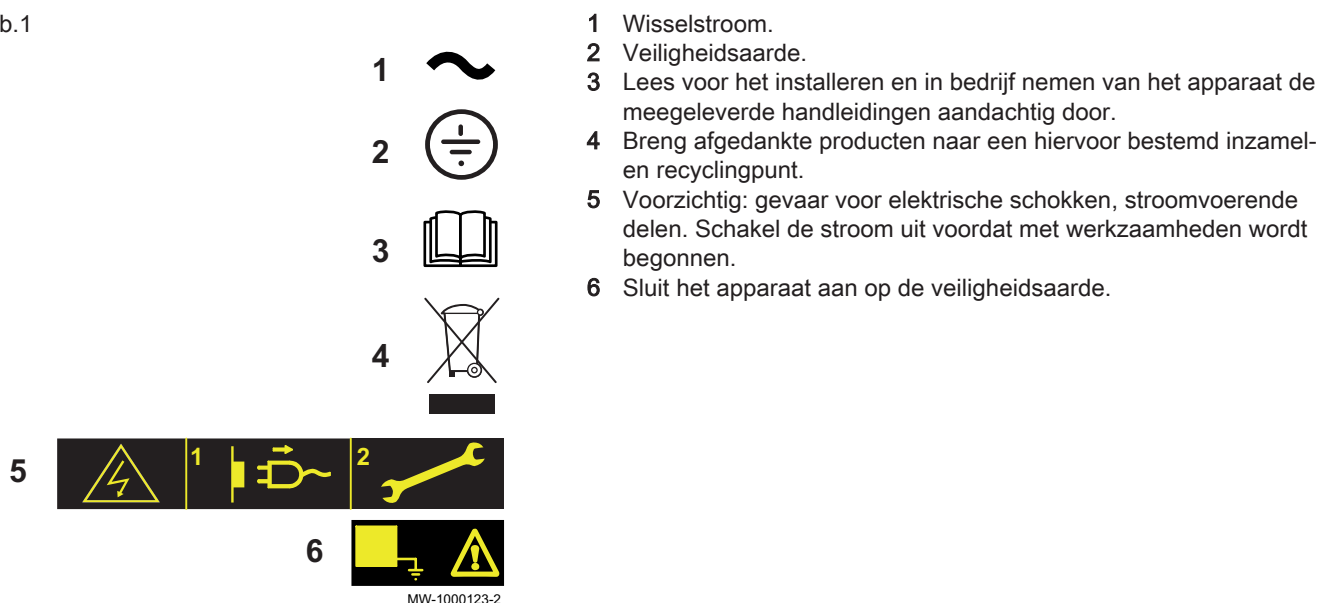 b.1
1
2
3
4
5
1
2
6
MW-1000123-2
1 Wisselstroom.
2 Veiligheidsaarde.
3 Lees voor het installeren en in bedrijf nemen van het apparaat de
meegeleverde handleidingen aandachtig door.
4 Breng afgedankte producten naar een hiervoor bestemd inzamel-
en recyclingpunt.
5 Voorzichtig: gevaar voor elektrische schokken, stroomvoerende
delen. Schakel de stroom uit voordat met werkzaamheden wordt
begonnen.
6 Sluit het apparaat aan op de veiligheidsaarde.